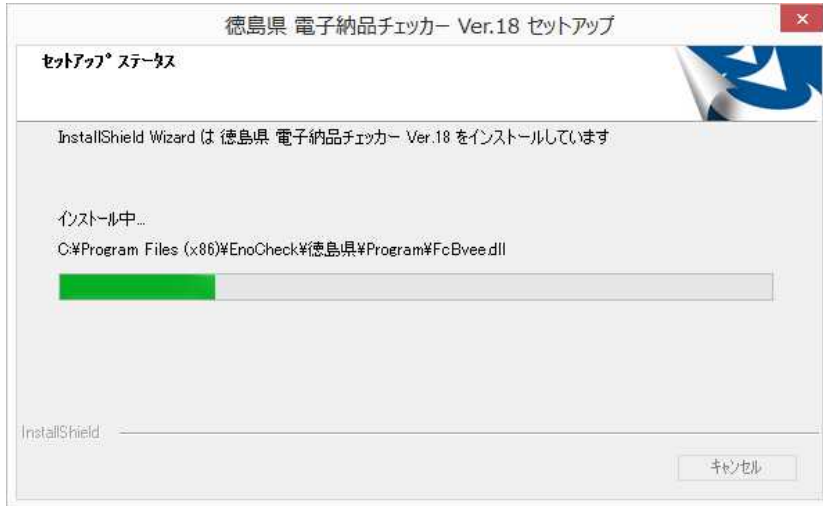 徳島県 電子納品チェッカー Ver.18 セットアップ
セットアップ ステータス
InstallShield Wizard は 徳島県 電子納品チェッカー Ver.18 をインストールしています
インストール中...
C:¥Program Files (x86)¥EnoCheck¥徳島県¥Program¥FcBvee.dll
InstallShield
キャンセル